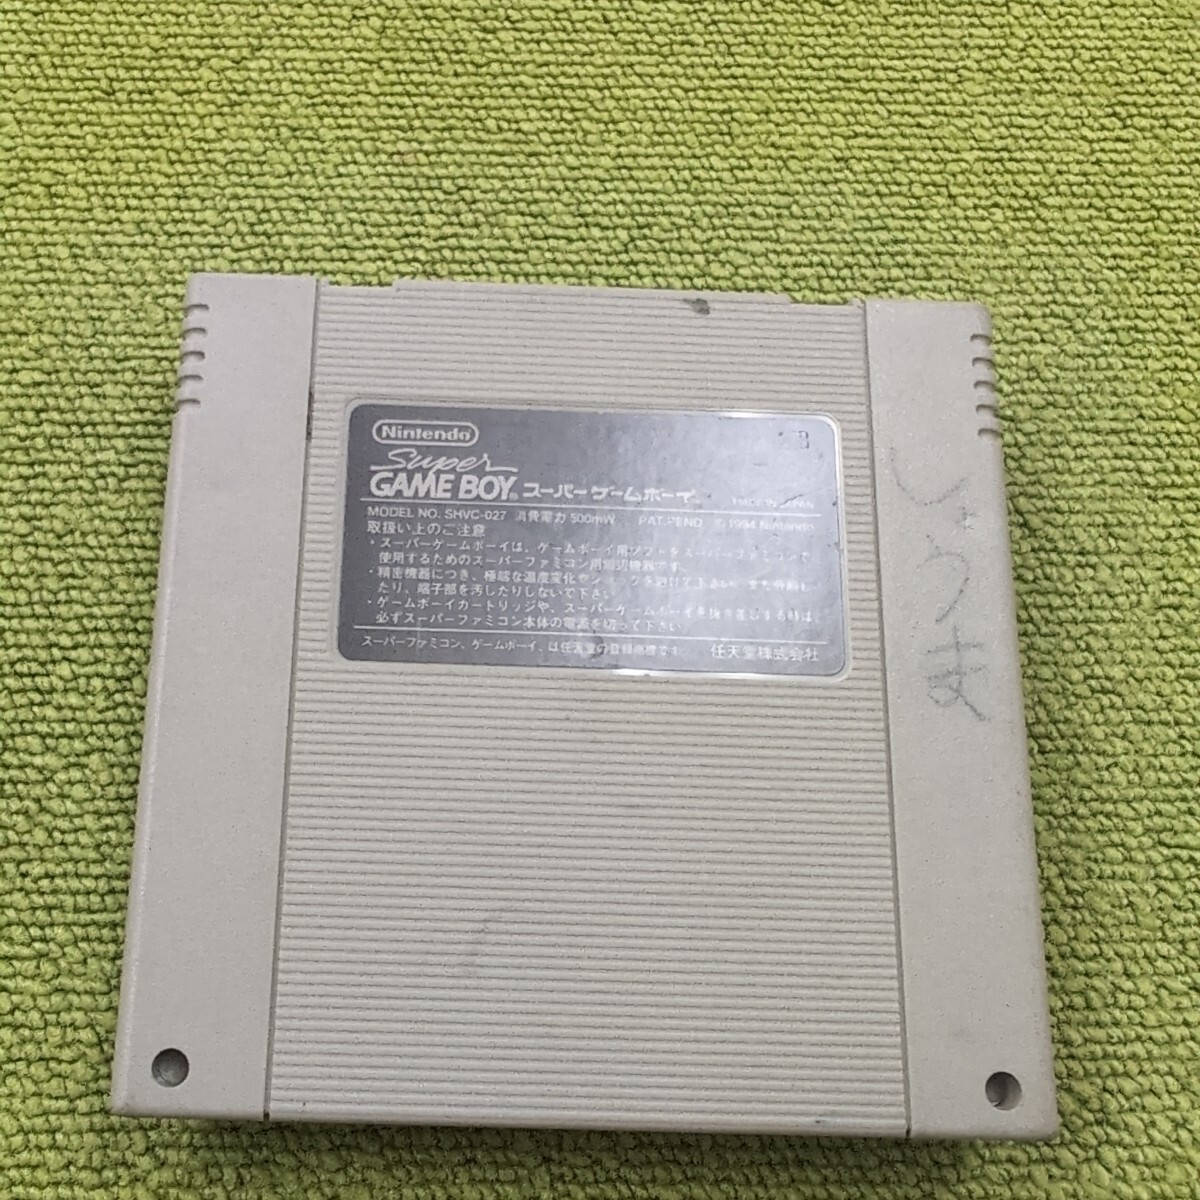 Nintendo
Super
GAME BOY® スーパーゲームボーイ™ MADE IN JAPAN
MODEL NO. SHVC-027 消費電力 500mW PAT.PEND © 1994 Nintendo
取扱い上のご注意
・スーパーゲームボーイは、ゲームボーイ用ソフトをスーパーファミコンで
使用するためのスーパーファミコン用周辺機器です。
・精密機器につき、極端な温度変化やショックを避けて下さい。また分解し
たり、端子部を汚したりしないで下さい。
・ゲームボーイカートリッジや、スーパーゲームボーイを抜き差しする時は、
必ずスーパーファミコン本体の電源を切って下さい。
スーパーファミコン、ゲームボーイ、は任天堂の登録商標です。 任天堂株式会社